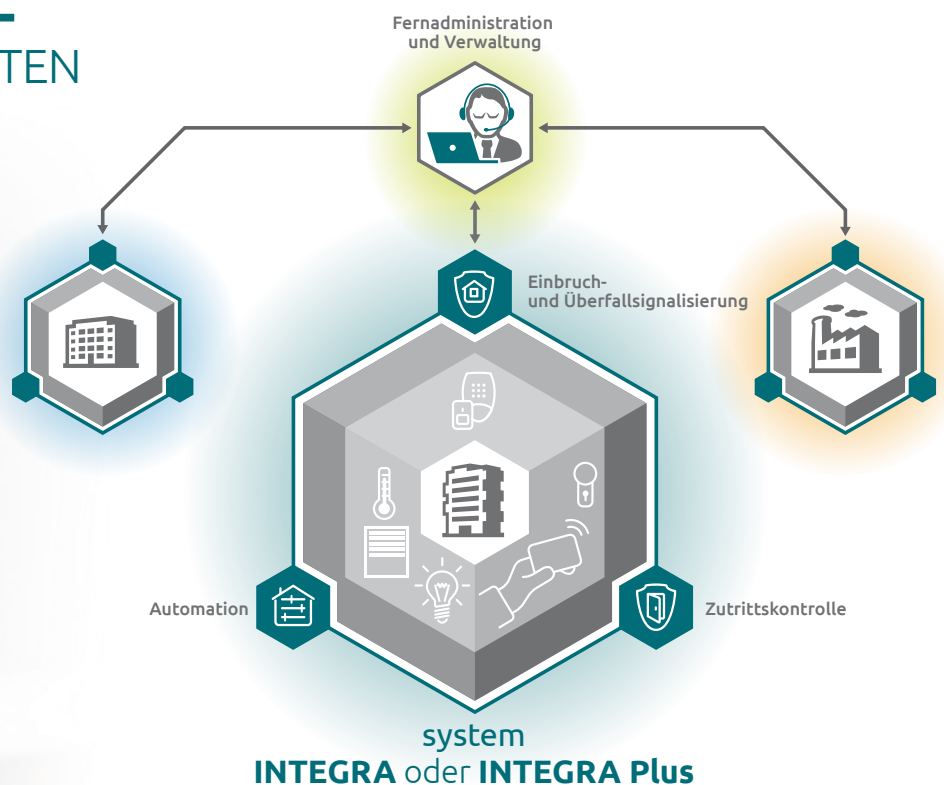 TEN
Fernadministration
und Verwaltung
Einbruch-
und Überfallsignalisierung
Automation
Zutrittskontrolle
system
INTEGRA oder INTEGRA Plus